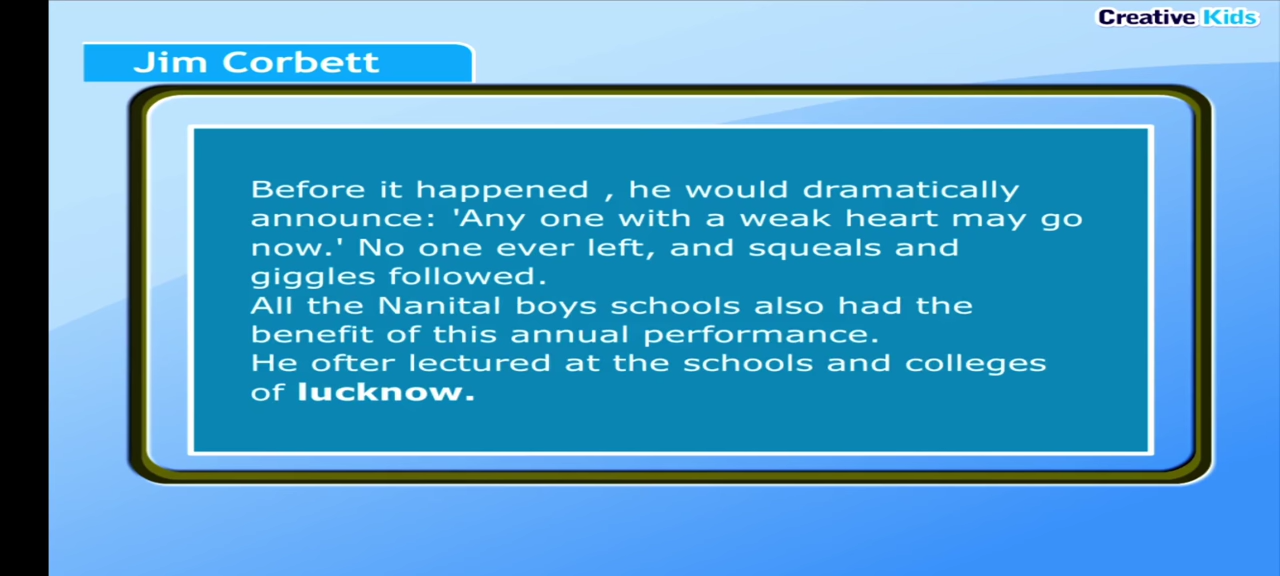 Creative Kids
Jim Corbett
Before it happened , he would dramatically
announce: 'Any one with a weak heart may go
now.' No one ever left, and squeals and
giggles followed.
All the Nanital boys schools also had the
benefit of this annual performance.
He ofter lectured at the schools and colleges
of lucknow.